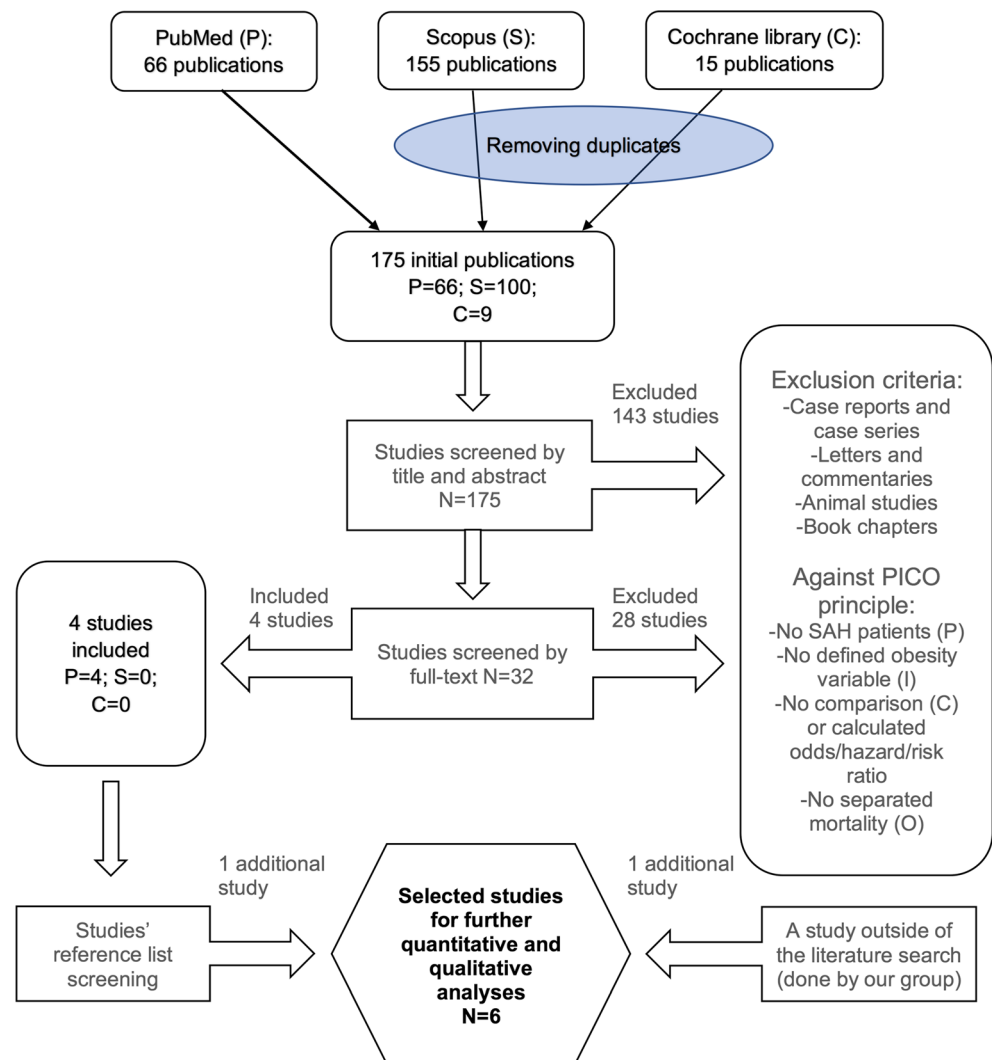 PubMed (P):
66 publications
Scopus (S):
155 publications
Cochrane library (C):
15 publications
Removing duplicates
175 initial publications
P=66; S=100;
C=9
Excluded
143 studies
Studies screened by
title and abstract
N=175
Exclusion criteria:
-Case reports and
case series
-Letters and
commentaries
-Animal studies
-Book chapters
Against PICO
principle:
-No SAH patients (P)
-No defined obesity
variable (I)
-No comparison (C)
or calculated
odds/hazard/risk
ratio
-No separated
mortality (O)
Included
4 studies
Excluded
28 studies
Studies screened by
full-text N=32
4 studies
included
P=4; S=0;
C=0
1 additional
study
1 additional
study
Studies’
reference list
screening
Selected studies
for further
quantitative and
qualitative
analyses
N=6
A study outside of
the literature search
(done by our group)